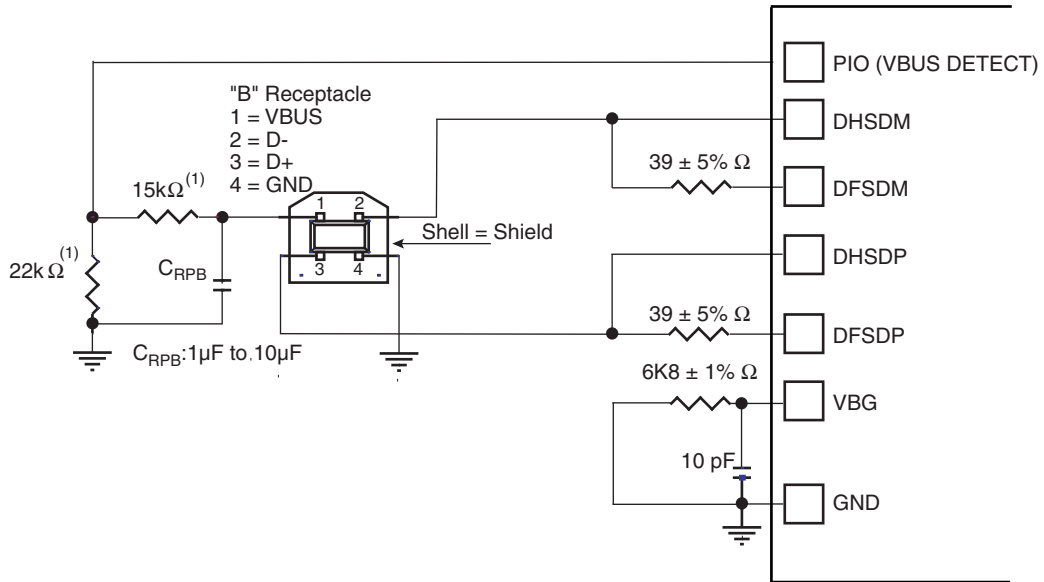 PIO (VBUS DETECT)
"B" Receptacle
1 = VBUS
2 = D-
3 = D+
4 = GND
DHSDM
39 ± 5% Ω
DFSDM
15kΩ(1)
1 2
Shell = Shield
DHSDP
22k Ω(1)
CRPB
3 4
39 ± 5% Ω
DFSDP
CRPB:1µF to 10µF
6K8 ± 1% Ω
VBG
10 pF
GND